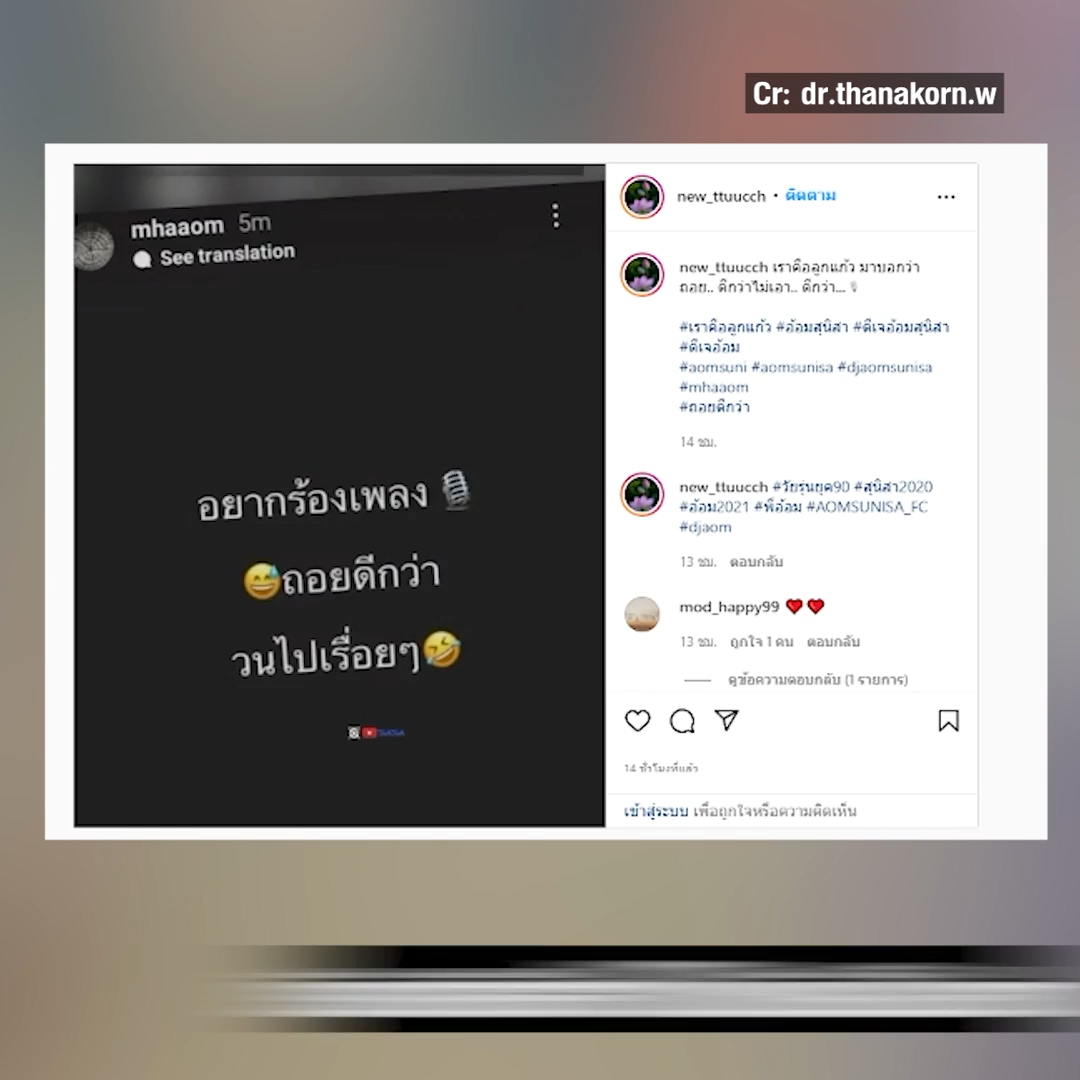 Cr: dr.thanakorn.w
mhaaom 5m
See translation
อยากร้องเพลง 🎙️
😅ถอยดีกว่า
วนไปเรื่อยๆ🤣
new_ttuucch • ติดตาม
new_ttuucch เราคือลูกแก้ว มาบอกว่า
ถอย.. ดีกว่าไม่เอา.. ดีกว่า...
#เราคือลูกแก้ว #อ้อมสุนิสา #ดีเจอ้อมสุนิสา
#ดีเจอ้อม
#aomsuni #aomsunisa #djaomsunisa
#mhaaom
#ถอยดีกว่า
14 ชม.
new_ttuucch #วัยรุ่นยุค90 #สุนิสา2020
#อ้อม2021 #พี่อ้อม #AOMSUNISA_FC
#djaom
13 ชม. ตอบกลับ
mod_happy99 ❤️❤️
13 ชม. ถูกใจ 1 คน ตอบกลับ
ดูข้อความตอบกลับ (1 รายการ)
14 ชั่วโมงที่แล้ว
เข้าสู่ระบบ เพื่อถูกใจหรือความคิดเห็น